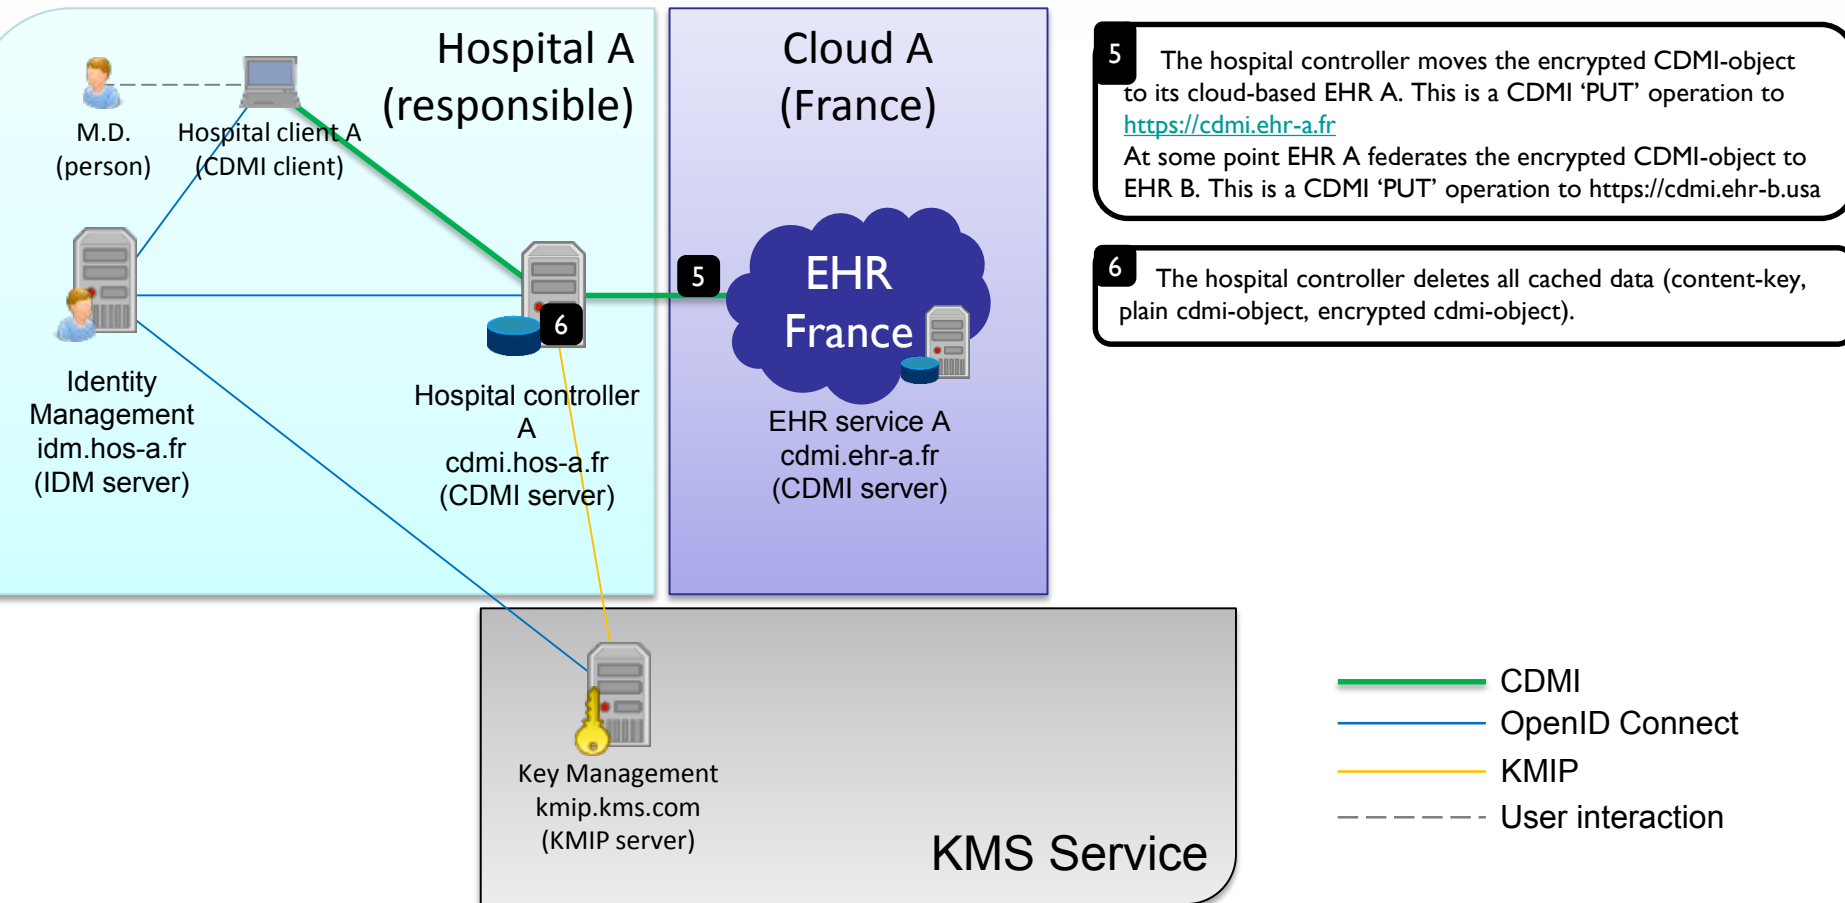 Hospital A
(responsible)
M.D.
(person)
Hospital client A
(CDMI client)
Identity
Management
idm.hos-a.fr
(IDM server)
6
Hospital controller
A
cdmi.hos-a.fr
(CDMI server)
Cloud A
(France)
5
EHR
France
EHR service A
cdmi.ehr-a.fr
(CDMI server)
5
The hospital controller moves the encrypted CDMI-object
to its cloud-based EHR A. This is a CDMI ‘PUT’ operation to
https://cdmi.ehr-a.fr
At some point EHR A federates the encrypted CDMI-object to
EHR B. This is a CDMI ‘PUT’ operation to https://cdmi.ehr-b.usa
6
The hospital controller deletes all cached data (content-key,
plain cdmi-object, encrypted cdmi-object).
Key Management
kmip.kms.com
(KMIP server)
KMS Service
CDMI
OpenID Connect
KMIP
User interaction